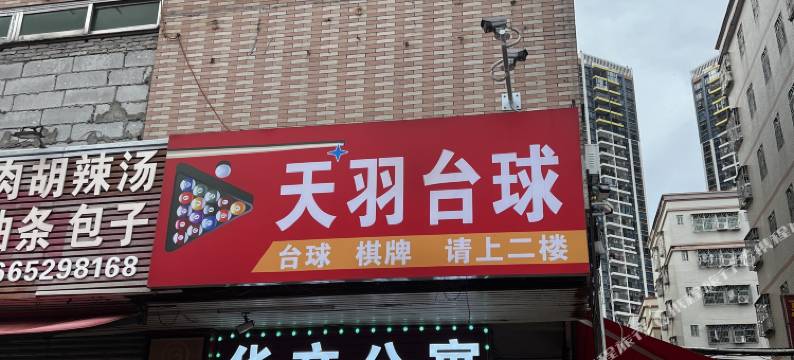 肉胡辣汤
油条 包子
665298168
天羽台球
台球 棋牌 请上二楼